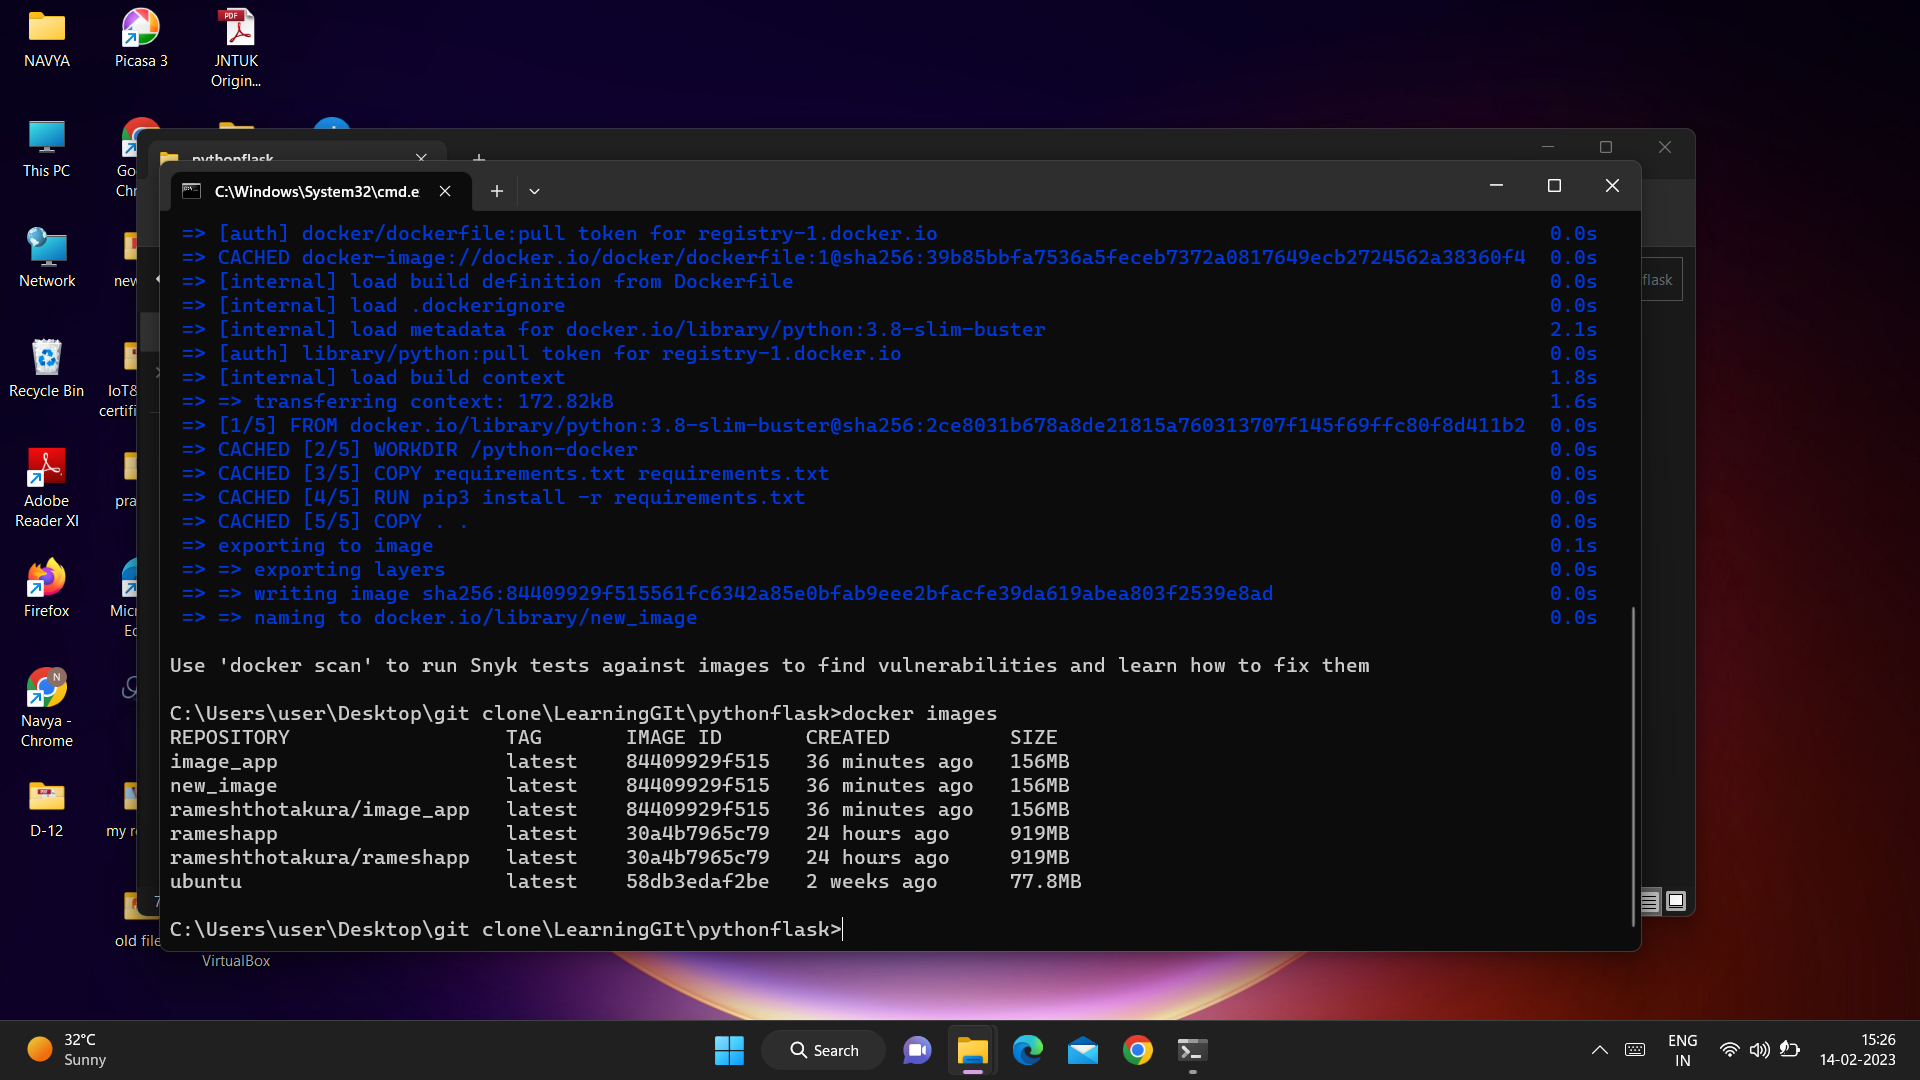 NAVYA
Picasa 3
JNTUK
Origin...
This PC
Network
Recycle Bin
Adobe
Reader XI
Firefox
Navya -
Chrome
D-12
VirtualBox
pythonflask
C:\Windows\System32\cmd.e
=> [auth] docker/dockerfile:pull token for registry-1.docker.io 0.0s
=> CACHED docker-image://docker.io/docker/dockerfile:1@sha256:39b85bbfa7536a5feceb7372a0817649ecb2724562a38360f4 0.0s
=> [internal] load build definition from Dockerfile 0.0s
=> [internal] load .dockerignore 0.0s
=> [internal] load metadata for docker.io/library/python:3.8-slim-buster 2.1s
=> [auth] library/python:pull token for registry-1.docker.io 0.0s
=> [internal] load build context 1.8s
=> => transferring context: 172.82kB 1.6s
=> [1/5] FROM docker.io/library/python:3.8-slim-buster@sha256:2ce8031b678a8de21815a760313707f145f69ffc80f8d411b2 0.0s
=> CACHED [2/5] WORKDIR /python-docker 0.0s
=> CACHED [3/5] COPY requirements.txt requirements.txt 0.0s
=> CACHED [4/5] RUN pip3 install -r requirements.txt 0.0s
=> CACHED [5/5] COPY . . 0.0s
=> exporting to image 0.1s
=> => exporting layers 0.0s
=> => writing image sha256:84409929f515561fc6342a85e0bfab9eee2bfacfe39da619abea803f2539e8ad 0.0s
=> => naming to docker.io/library/new_image 0.0s
Use 'docker scan' to run Snyk tests against images to find vulnerabilities and learn how to fix them
C:\Users\user\Desktop\git clone\LearningGIt\pythonflask>docker images
REPOSITORY TAG IMAGE ID CREATED SIZE
image_app latest 84409929f515 36 minutes ago 156MB
new_image latest 84409929f515 36 minutes ago 156MB
rameshthotakura/image_app latest 84409929f515 36 minutes ago 156MB
rameshapp latest 30a4b7965c79 24 hours ago 919MB
rameshthotakura/rameshapp latest 30a4b7965c79 24 hours ago 919MB
ubuntu latest 58db3edaf2be 2 weeks ago 77.8MB
C:\Users\user\Desktop\git clone\LearningGIt\pythonflask>
32°C
Sunny
Search
ENG
IN
15:26
14-02-2023